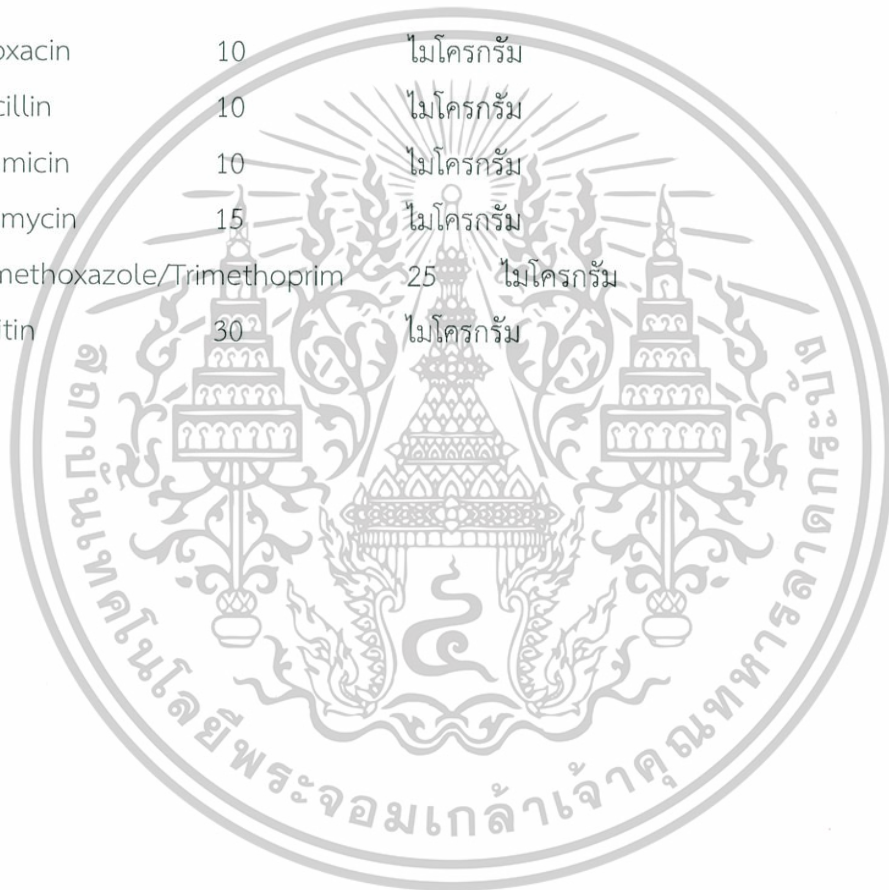 oxacin 10 ไมโครกรัม
cillin 10 ไมโครกรัม
micin 10 ไมโครกรัม
mycin 15 ไมโครกรัม
methoxazole/Trimethoprim 25 ไมโครกรัม
itin 30 ไมโครกรัม
สถาบันเทคโนโลยีพระจอมเกล้าเจ้าคุณทหารลาดกระบัง
๔